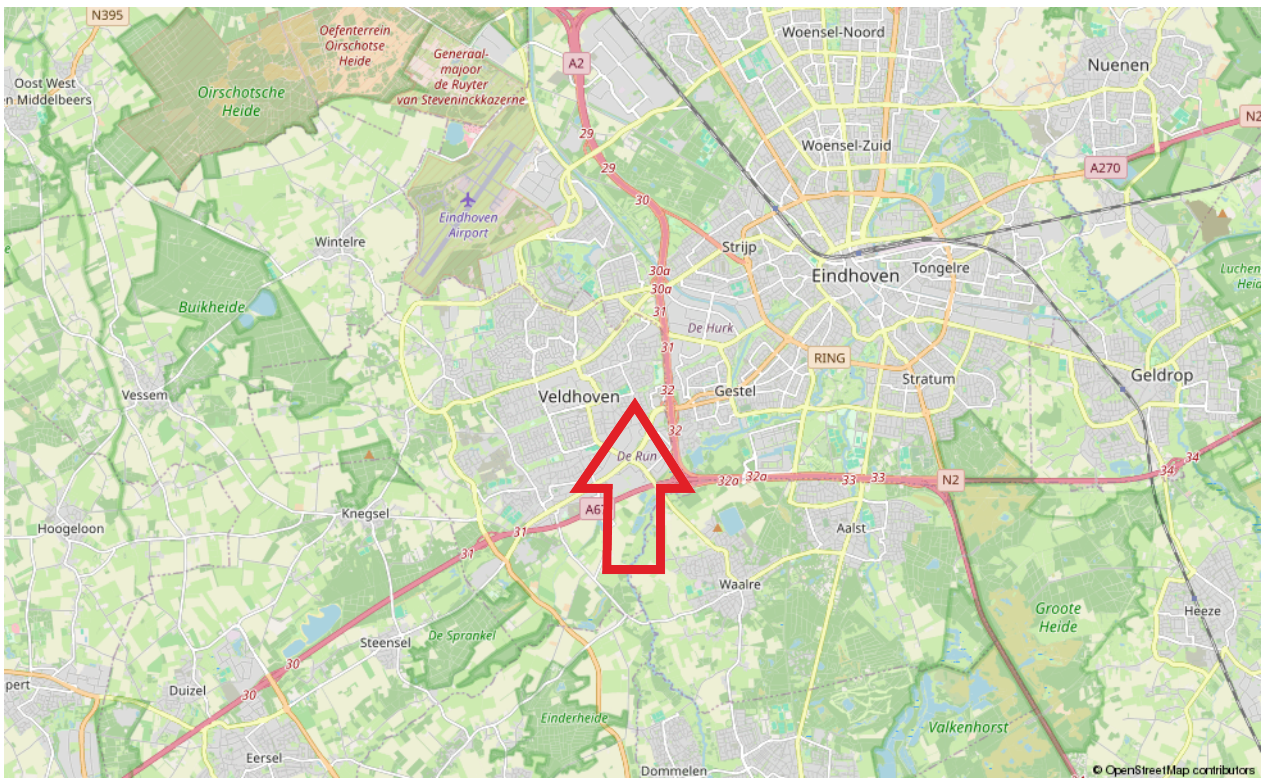 N395
Oefenterrein
Oirschotse
Heide
Generaal-
majoor
de Ruyter
van Steveninckkazerne
A2
Woensel-Noord
Nuenen
Oost West
en Middelbeers
Oirschotsche
Heide
N2
29
Woensel-Zuid
29
A270
30
Eindhoven
Airport
Wintelre
Strijp
Eindhoven
Tongelre
30a
30a
Buikheide
31
De Hurk
31
RING
Vessem
Veldhoven
32
Gestel
Stratum
Geldrop
32
De Run
34
34
32a
32a
33
33
N2
Knegsel
Hoogeloon
31
31
Aalst
Waalre
Groote
Heide
Heeze
De Sprankel
Steensel
30
30
Duizel
Einderheide
Valkenhorst
Eersel
Dommelen
© OpenStreetMap contributors